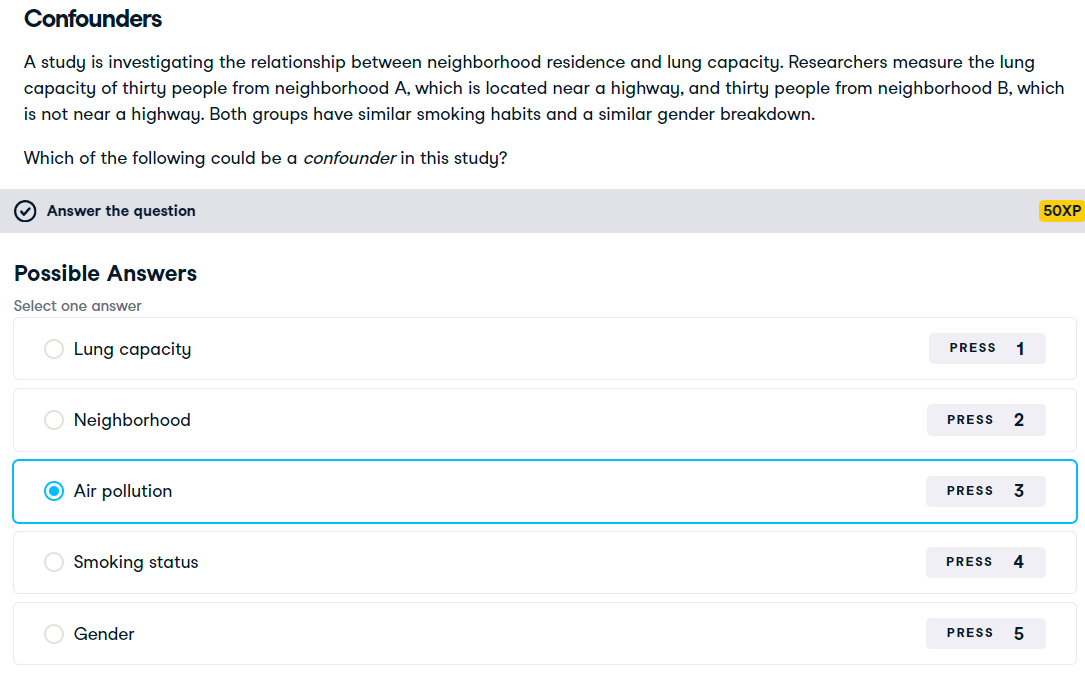 Confounders
A study is investigating the relationship between neighborhood residence and lung capacity. Researchers measure the lung
capacity of thirty people from neighborhood A, which is located near a highway, and thirty people from neighborhood B, which
is not near a highway. Both groups have similar smoking habits and a similar gender breakdown.
Which of the following could be a confounder in this study?
Answer the question 50XP
Possible Answers
Select one answer
Lung capacity PRESS 1
Neighborhood PRESS 2
Air pollution PRESS 3
Smoking status PRESS 4
Gender PRESS 5